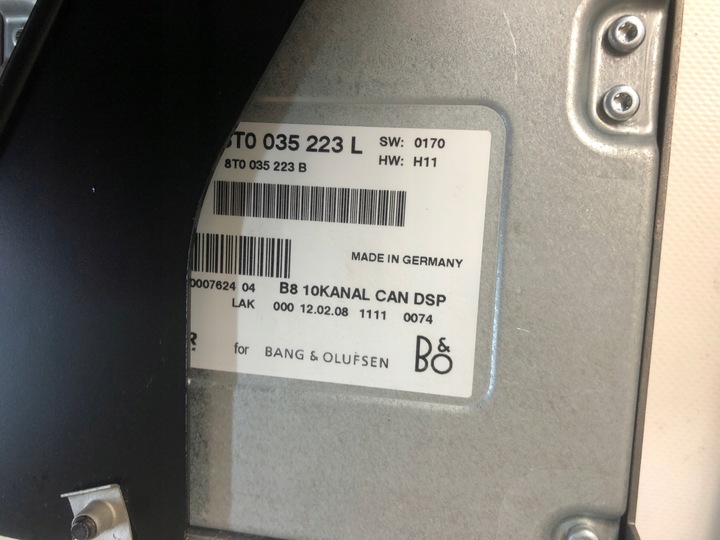 8T0 035 223 L SW: 0170
8T0 035 223 B HW: H11
MADE IN GERMANY
0007624 04 B8 10KANAL CAN DSP
LAK 000 12.02.08 1111 0074
for BANG & OLUFSEN B&O